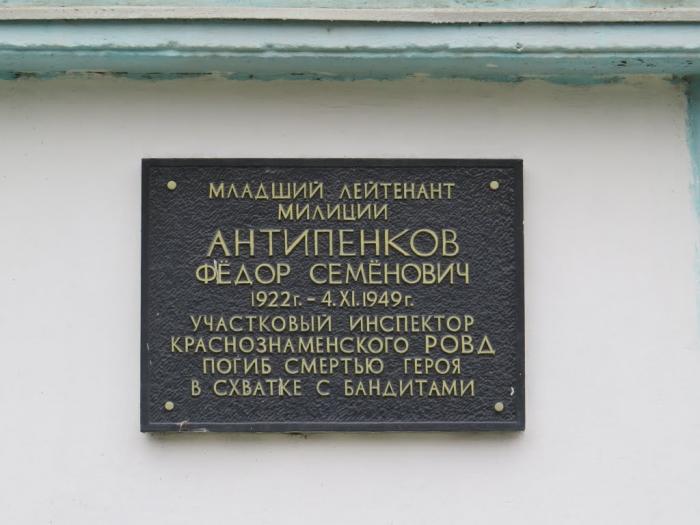 МЛАДШИЙ ЛЕЙТЕНАНТ
МИЛИЦИИ
АНТИПЕНКОВ
ФЁДОР СЕМЁНОВИЧ
1922г. – 4.XI.1949г.
УЧАСТКОВЫЙ ИНСПЕКТОР
КРАСНОЗНАМЕНСКОГО РОВД
ПОГИБ СМЕРТЬЮ ГЕРОЯ
В СХВАТКЕ С БАНДИТАМИ